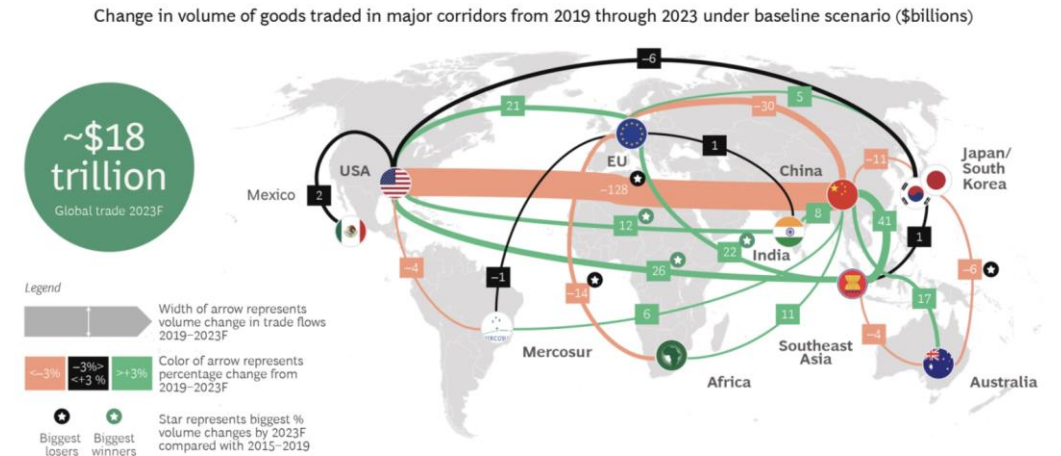 Change in volume of goods traded in major corridors from 2019 through 2023 under baseline scenario ($billions)
~$18
trillion
Global trade 2023F
–6
21
5
–30
EU
1
USA
China
–11
Japan/
South
Korea
Mexico
2
–128
12
8
41
22
India
1
26
–4
–1
–14
–6
17
6
11
–4
Mercosur
Southeast
Asia
Africa
Australia
Legend
Width of arrow represents
volume change in trade flows
2019–2023F
<–3%
–3%>
<+3 %
>+3%
Color of arrow represents
percentage change from
2019–2023F
Biggest
losers
Biggest
winners
Star represents biggest %
volume changes by 2023F
compared with 2015–2019